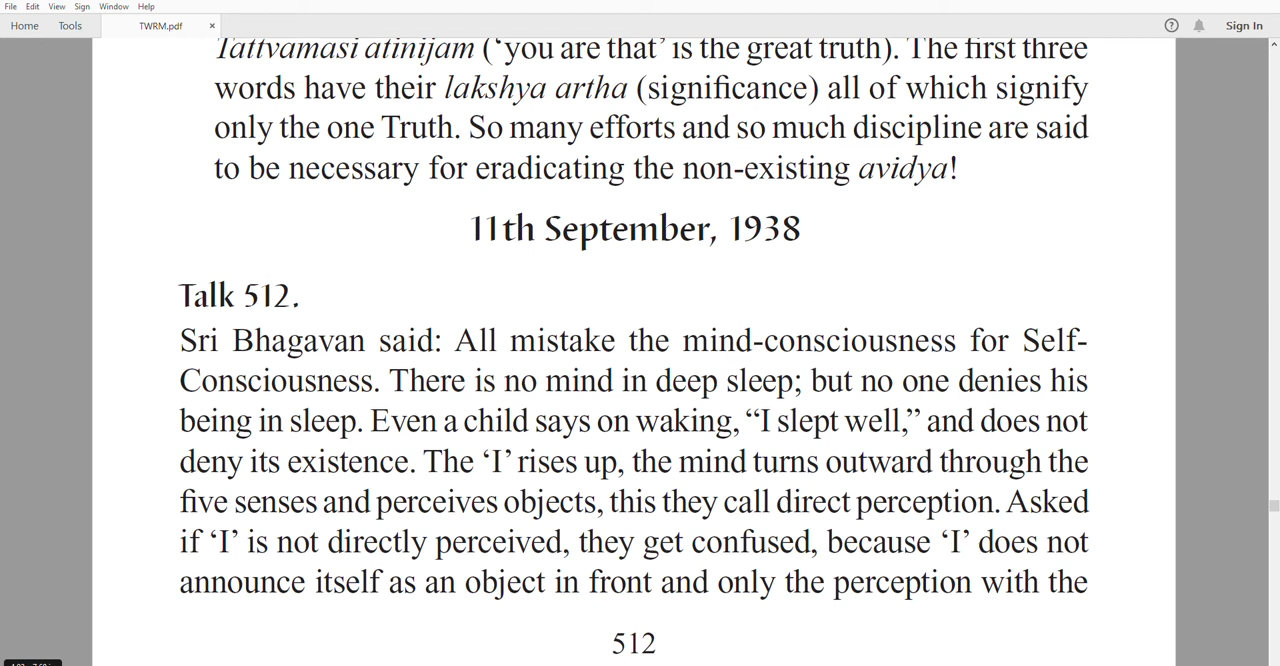 File Edit View Sign Window Help
Home Tools TWRM.pdf × ? Sign In
Tattvamasi atinijam (‘you are that’ is the great truth). The first three
words have their lakshya artha (significance) all of which signify
only the one Truth. So many efforts and so much discipline are said
to be necessary for eradicating the non-existing avidya!
11th September, 1938
Talk 512.
Sri Bhagavan said: All mistake the mind-consciousness for Self-
Consciousness. There is no mind in deep sleep; but no one denies his
being in sleep. Even a child says on waking, “I slept well,” and does not
deny its existence. The ‘I’ rises up, the mind turns outward through the
five senses and perceives objects, this they call direct perception. Asked
if ‘I’ is not directly perceived, they get confused, because ‘I’ does not
announce itself as an object in front and only the perception with the
512